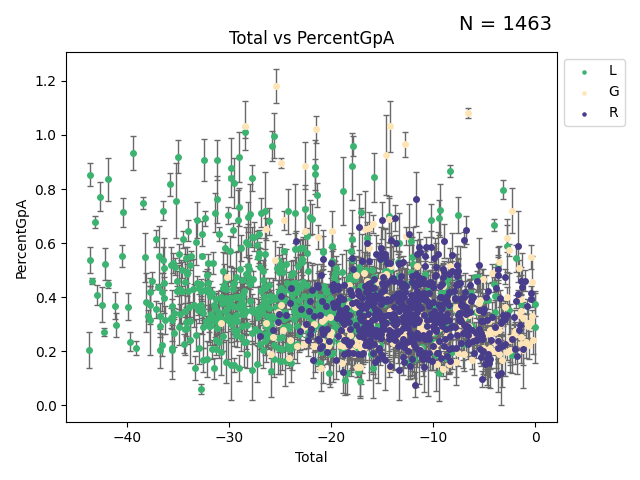 N = 1463
Total vs PercentGpA
L
G
R
PercentGpA
1.2
1.0
0.8
0.6
0.4
0.2
0.0
−40
−30
−20
−10
0
Total